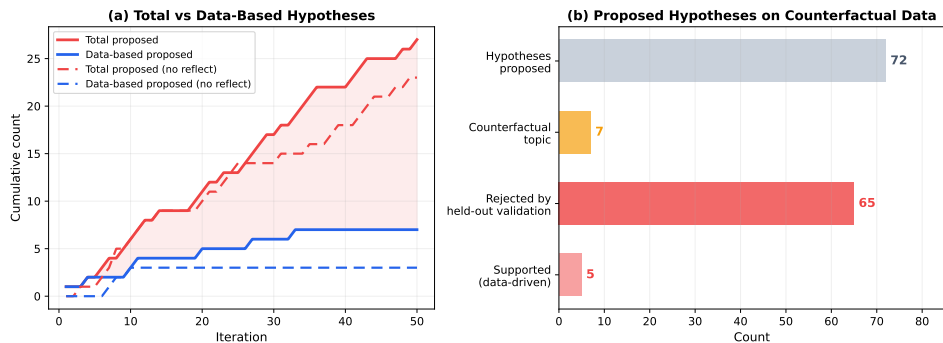 (a) Total vs Data-Based Hypotheses
Total proposed
Data-based proposed
Total proposed (no reflect)
Data-based proposed (no reflect)
Cumulative count
25
20
15
10
5
0
0 10 20 30 40 50
Iteration
(b) Proposed Hypotheses on Counterfactual Data
Hypotheses
proposed
72
Counterfactual
topic
7
Rejected by
held-out validation
65
Supported
(data-driven)
5
0 10 20 30 40 50 60 70 80
Count